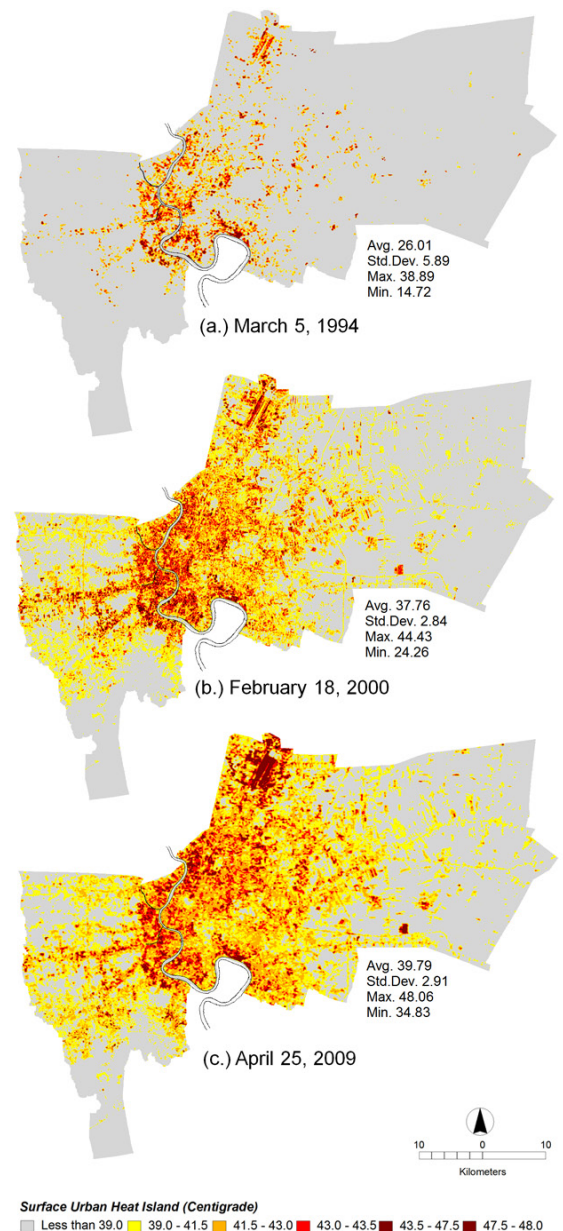 Avg. 26.01
Std.Dev. 5.89
Max. 38.89
Min. 14.72
(a.) March 5, 1994
Avg. 37.76
Std.Dev. 2.84
Max. 44.43
Min. 24.26
(b.) February 18, 2000
Avg. 39.79
Std.Dev. 2.91
Max. 48.06
Min. 34.83
(c.) April 25, 2009
10 0 10
Kilometers
Surface Urban Heat Island (Centigrade)
Less than 39.0 39.0 - 41.5 41.5 - 43.0 43.0 - 43.5 43.5 - 47.5 47.5 - 48.0